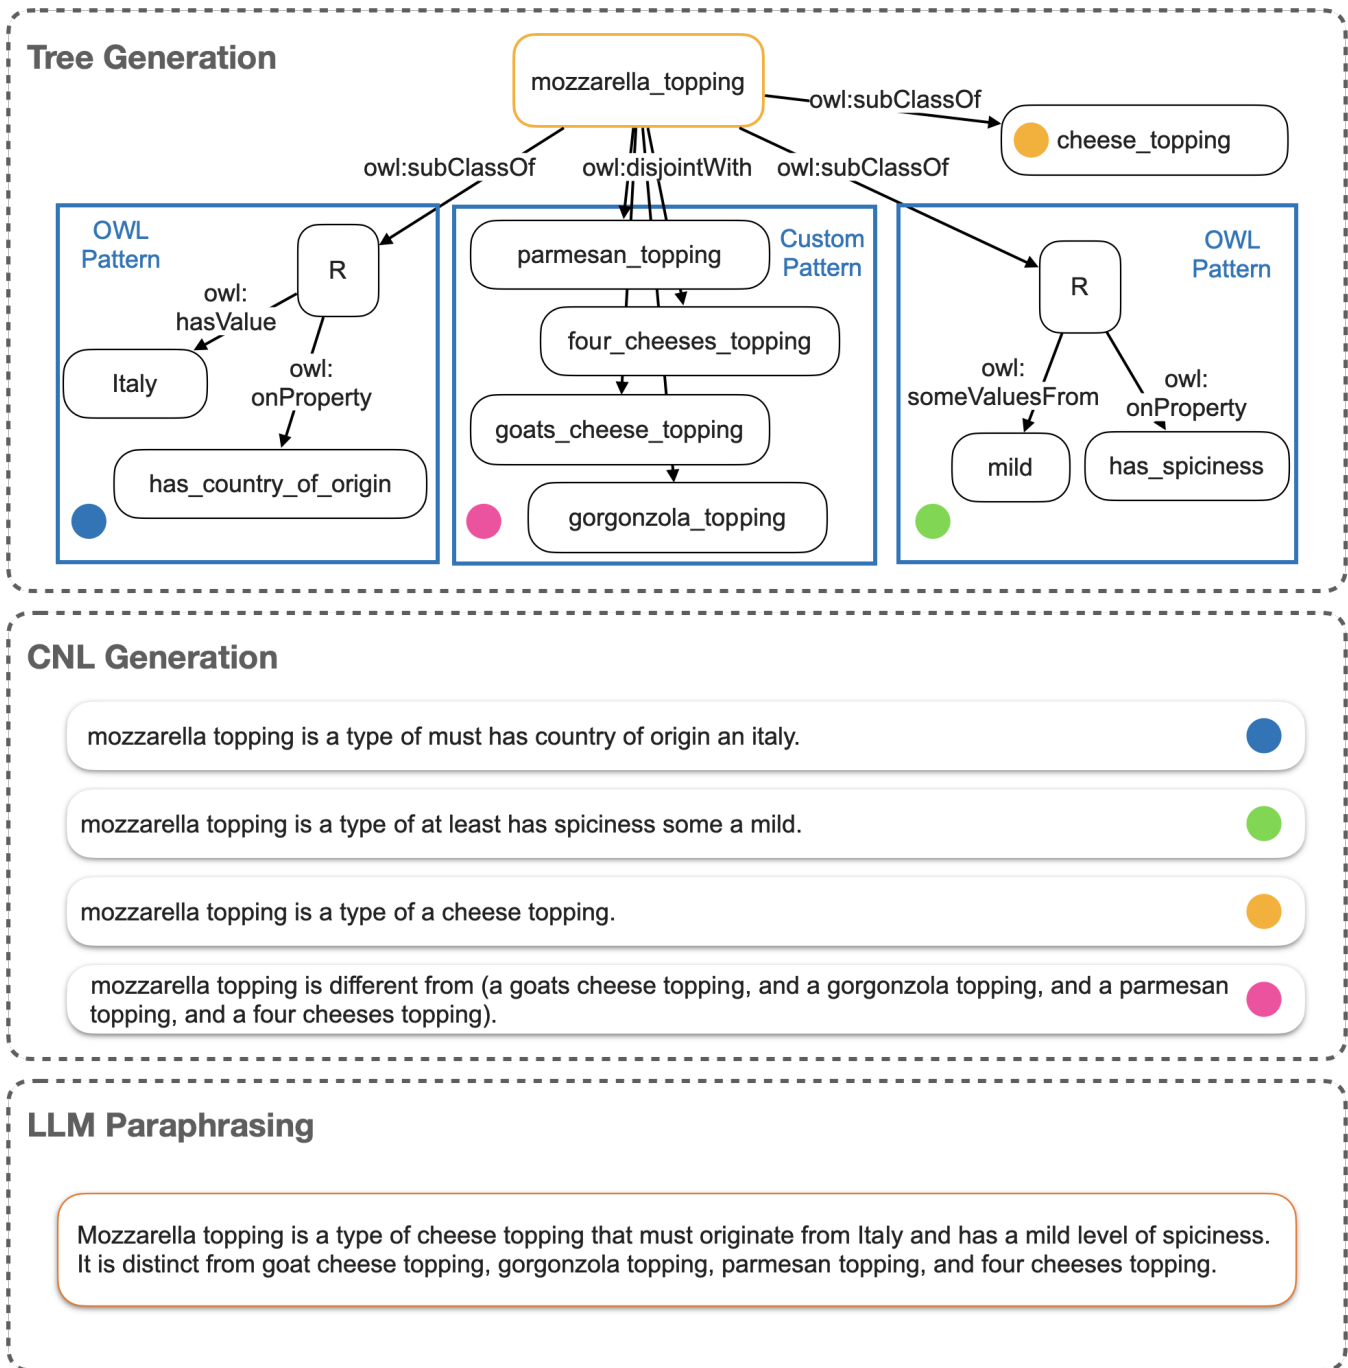 Tree Generation
mozzarella_topping
owl:subClassOf
cheese_topping
owl:subClassOf
owl:disjointWith
owl:subClassOf
OWL
Pattern
R
owl:
hasValue
Italy
owl:
onProperty
has_country_of_origin
Custom
Pattern
parmesan_topping
four_cheeses_topping
goats_cheese_topping
gorgonzola_topping
OWL
Pattern
R
owl:
someValuesFrom
owl:
onProperty
mild
has_spiciness
CNL Generation
mozzarella topping is a type of must has country of origin an italy.
mozzarella topping is a type of at least has spiciness some a mild.
mozzarella topping is a type of a cheese topping.
mozzarella topping is different from (a goats cheese topping, and a gorgonzola topping, and a parmesan
topping, and a four cheeses topping).
LLM Paraphrasing
Mozzarella topping is a type of cheese topping that must originate from Italy and has a mild level of spiciness.
It is distinct from goat cheese topping, gorgonzola topping, parmesan topping, and four cheeses topping.